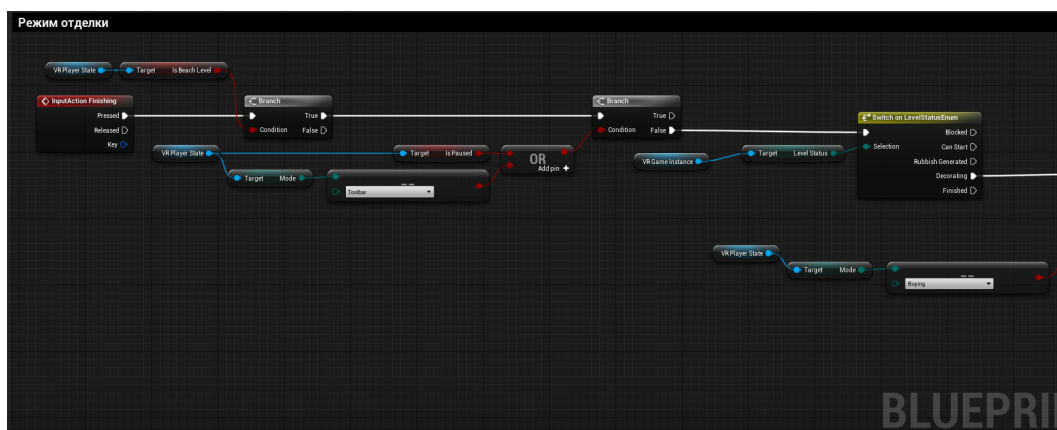 Режим отделки
VR Player State
Target Is Beach Level
InputAction Finishing
Pressed
Released
Key
Branch
True
Condition False
VR Player State
Target Is Paused
Target Mode
==
Toolbar
OR
Add pin +
Branch
True
Condition False
VR Game Instance
Target Level Status
Switch on LevelStatusEnum
Blocked
Selection Can Start
Rubbish Generated
Decorating
Finished
VR Player State
Target Mode
==
Buying